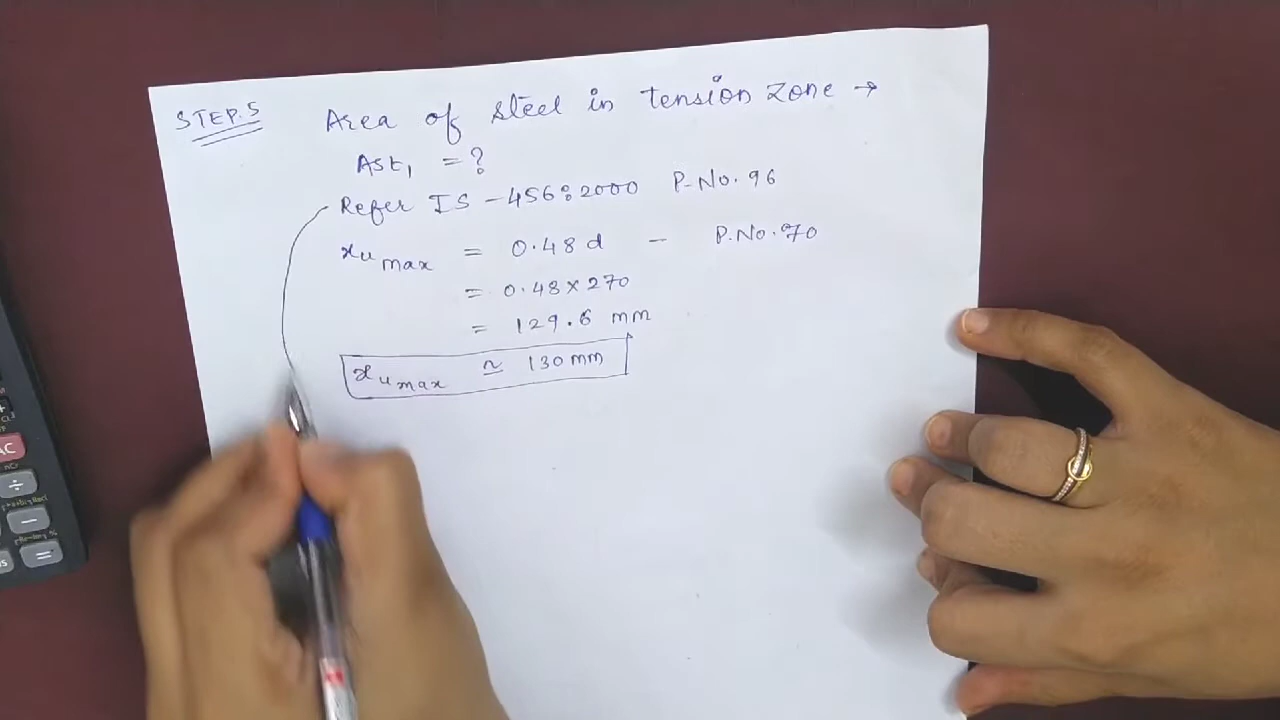 STEP.5 Area of steel in tension zone →
Ast₁ = ?
Refer IS - 456:2000 P-No. 96
xu max = 0.48 d - P.No.70
= 0.48 x 270
= 129.6 mm
xu max ≃ 130 mm
AC
÷
−
=